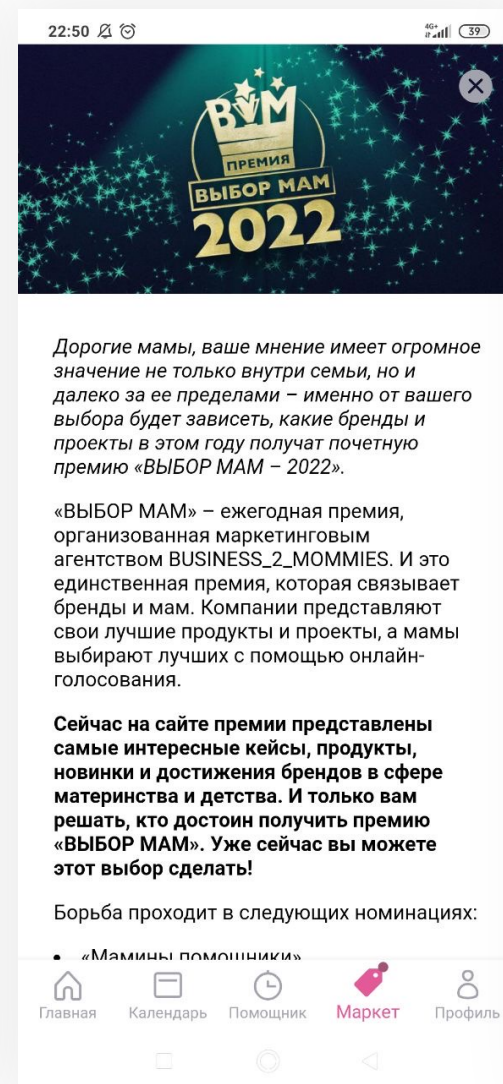 22:50
4G+
39
ВЫМ
ПРЕМИЯ
ВЫБОР МАМ
2022
Дорогие мамы, ваше мнение имеет огромное
значение не только внутри семьи, но и
далеко за ее пределами – именно от вашего
выбора будет зависеть, какие бренды и
проекты в этом году получат почетную
премию «ВЫБОР МАМ – 2022».
«ВЫБОР МАМ» – ежегодная премия,
организованная маркетинговым
агентством BUSINESS_2_MOMMIES. И это
единственная премия, которая связывает
бренды и мам. Компании представляют
свои лучшие продукты и проекты, а мамы
выбирают лучших с помощью онлайн-
голосования.
Сейчас на сайте премии представлены
самые интересные кейсы, продукты,
новинки и достижения брендов в сфере
материнства и детства. И только вам
решать, кто достоин получить премию
«ВЫБОР МАМ». Уже сейчас вы можете
этот выбор сделать!
Борьба проходит в следующих номинациях:
• «Мамины помощники»
Главная Календарь Помощник Маркет Профиль